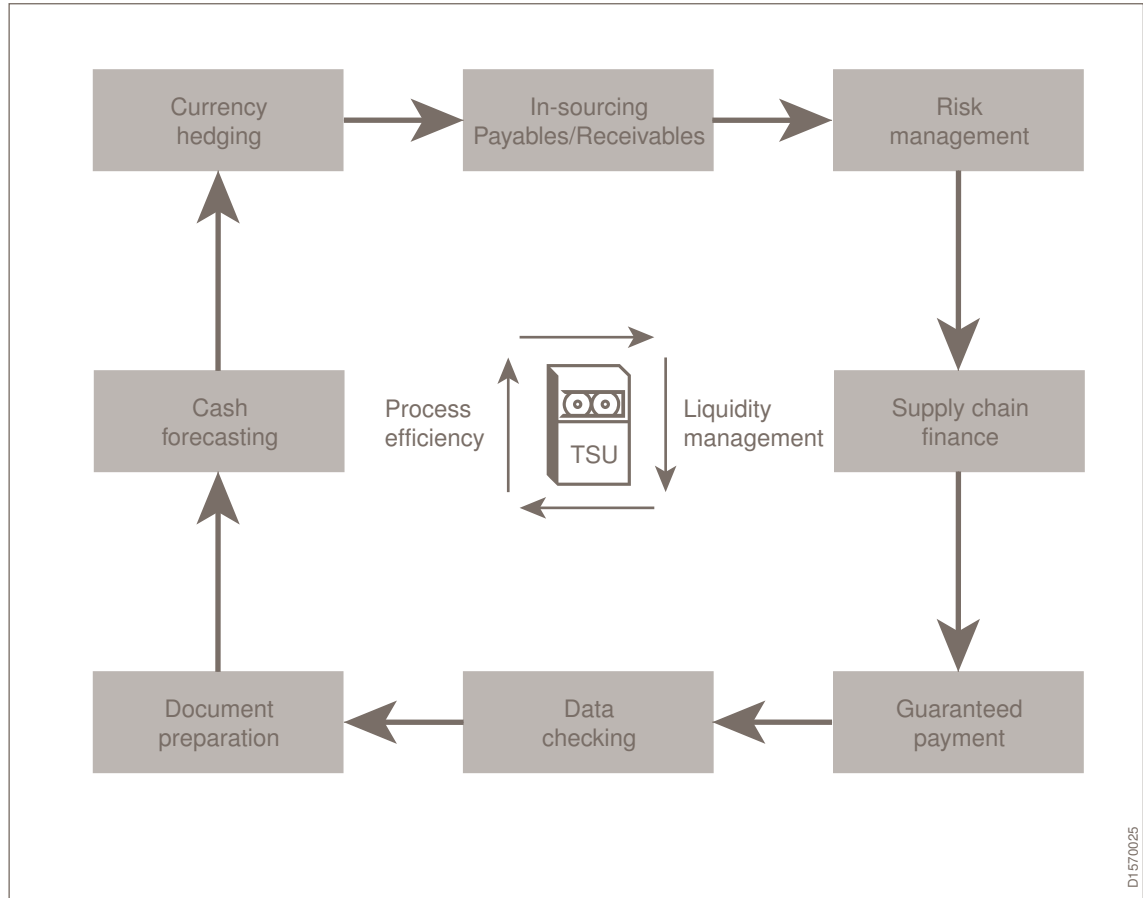 Currency
hedging
In-sourcing
Payables/Receivables
Risk
management
Cash
forecasting
Process
efficiency
TSU
Liquidity
management
Supply chain
finance
Document
preparation
Data
checking
Guaranteed
payment
D1570025